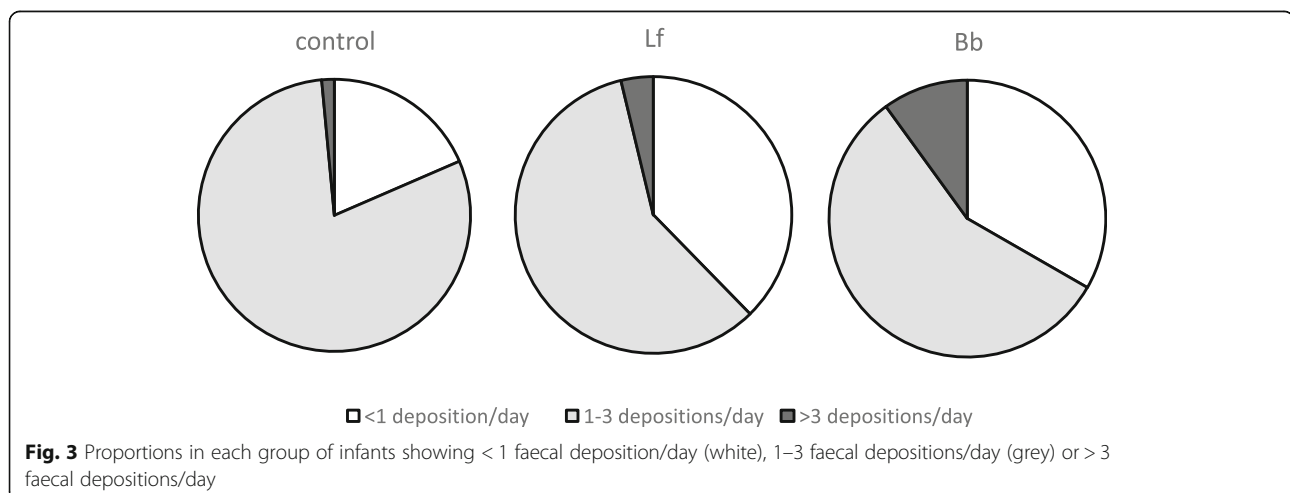 control Lf Bb
<1 deposition/day 1-3 depositions/day >3 depositions/day
Fig. 3 Proportions in each group of infants showing < 1 faecal deposition/day (white), 1–3 faecal depositions/day (grey) or > 3
faecal depositions/day